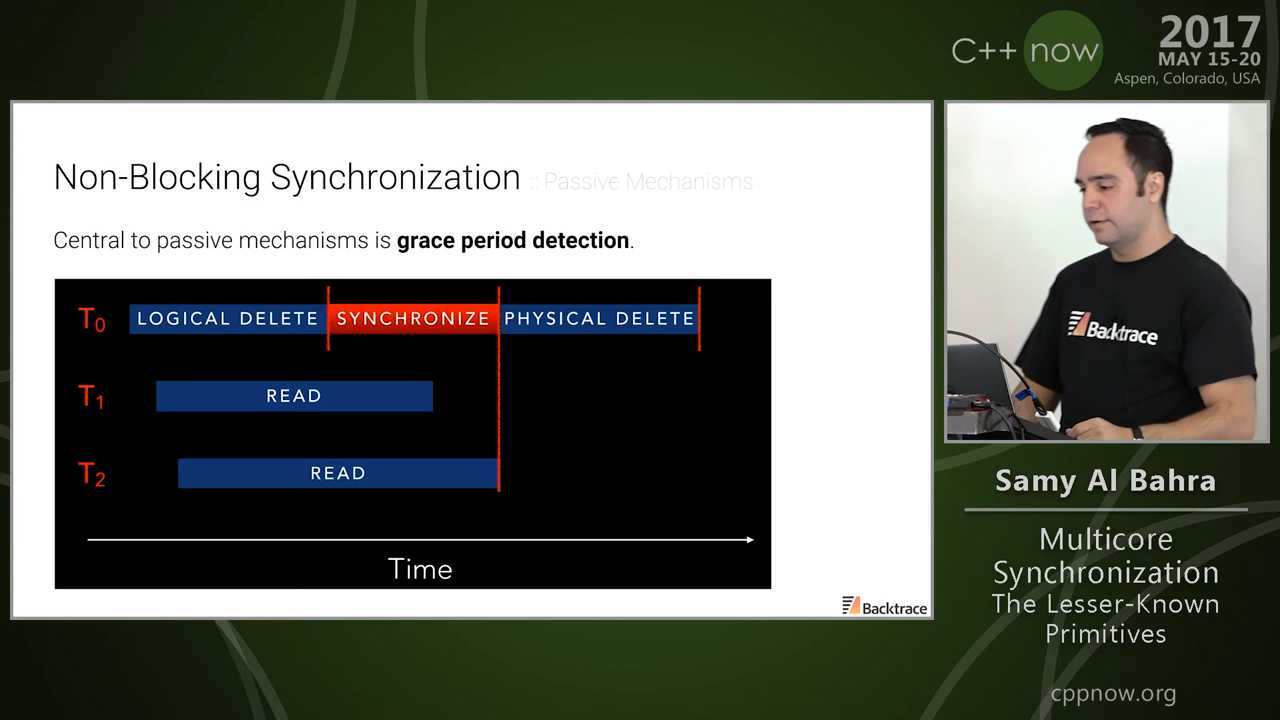 C++ now
2017
MAY 15-20
Aspen, Colorado, USA
Non-Blocking Synchronization :: Passive Mechanisms
Central to passive mechanisms is grace period detection.
T0 LOGICAL DELETE SYNCHRONIZE PHYSICAL DELETE
T1 READ
T2 READ
Time
Backtrace
Backtrace
Samy Al Bahra
Multicore
Synchronization
The Lesser-Known
Primitives
cppnow.org